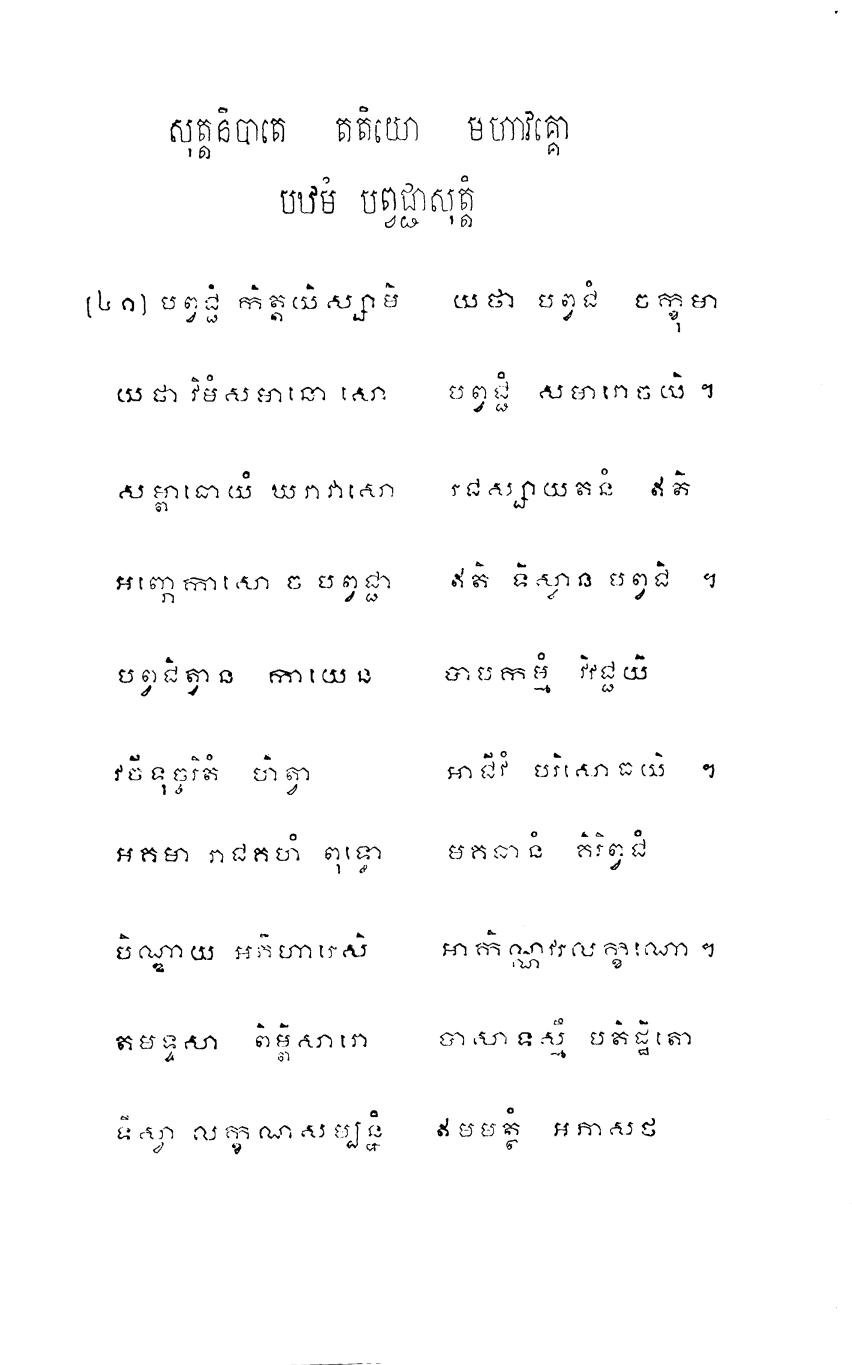 សុត្តនិបាតេ តតិយោ មហាវគ្គោ
បឋមំ បព្វជ្ជាសុត្តំ
[៤១] បព្វជ្ជំ កិត្តយិស្សាមិ យថា បព្វជិ ចក្ខុមា
យថា វិមំសមានោ សោ បព្វជ្ជំ សមារោចយិ ។
សម្ពាធោយំ ឃរាវាសោ រជស្សាយតនំ ឥតិ
អព្ភោកាសោ ច បព្វជ្ជា ឥតិ ទិស្វាន បព្វជិ ។
បព្វជិត្វាន កាយេន បាបកម្មំ វិវជ្ជយិ
វចីទុច្ចរិតំ ហិត្វា អាជីវំ បរិសោធយិ ។
អគមា រាជគហំ ពុទ្ធោ មគធានំ គិរិព្វជំ
បិណ្ឌាយ អភិហារេសិ អាកិណ្ណវរលក្ខណោ ។
តមទ្ទសា ពិម្ពិសារោ បាសាទស្មឹ បតិដ្ឋិតោ
ទិស្វា លក្ខណសម្បន្នំ ឥមមត្ថំ អភាសថ